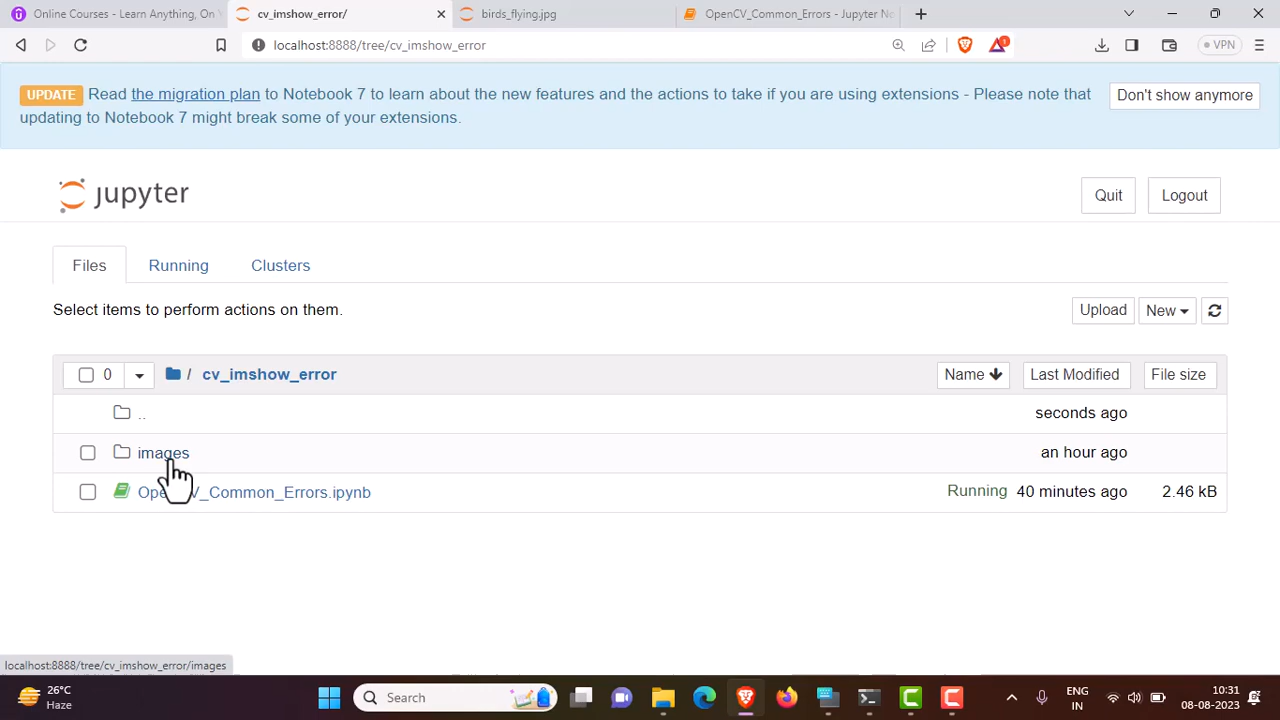 Online Courses - Learn Anything, On Y
cv_imshow_error/
birds_flying.jpg
OpenCV_Common_Errors - Jupyter No
localhost:8888/tree/cv_imshow_error
VPN
UPDATE Read the migration plan to Notebook 7 to learn about the new features and the actions to take if you are using extensions - Please note that
updating to Notebook 7 might break some of your extensions.
Don't show anymore
jupyter
Quit
Logout
Files
Running
Clusters
Select items to perform actions on them.
Upload
New
0
/ cv_imshow_error
Name
Last Modified
File size
..
seconds ago
images
an hour ago
OpenCV_Common_Errors.ipynb
Running
40 minutes ago
2.46 kB
localhost:8888/tree/cv_imshow_error/images
26°C
Haze
Search
ENG
IN
10:31
08-08-2023